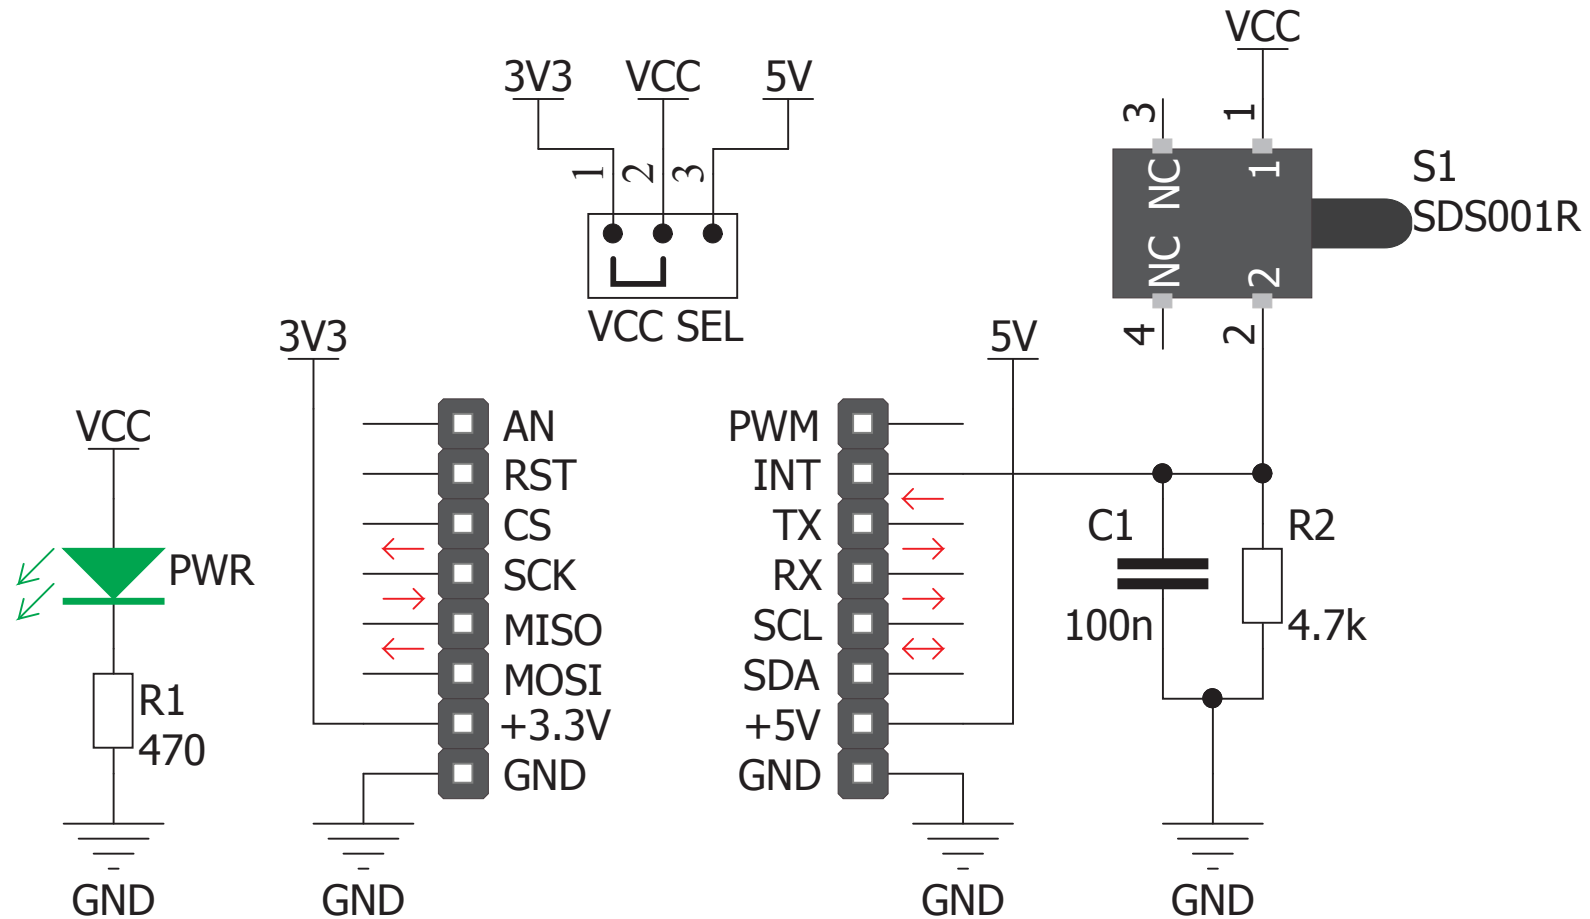 VCC
3V3 VCC 5V
1 2 3
VCC SEL
3 1
NC 1
NC 2
4 2
S1
SDS001R
3V3
5V
VCC
PWR
R1
470
GND
AN
RST
CS
SCK
MISO
MOSI
+3.3V
GND
GND
PWM
INT
TX
RX
SCL
SDA
+5V
GND
GND
C1
100n
R2
4.7k
GND